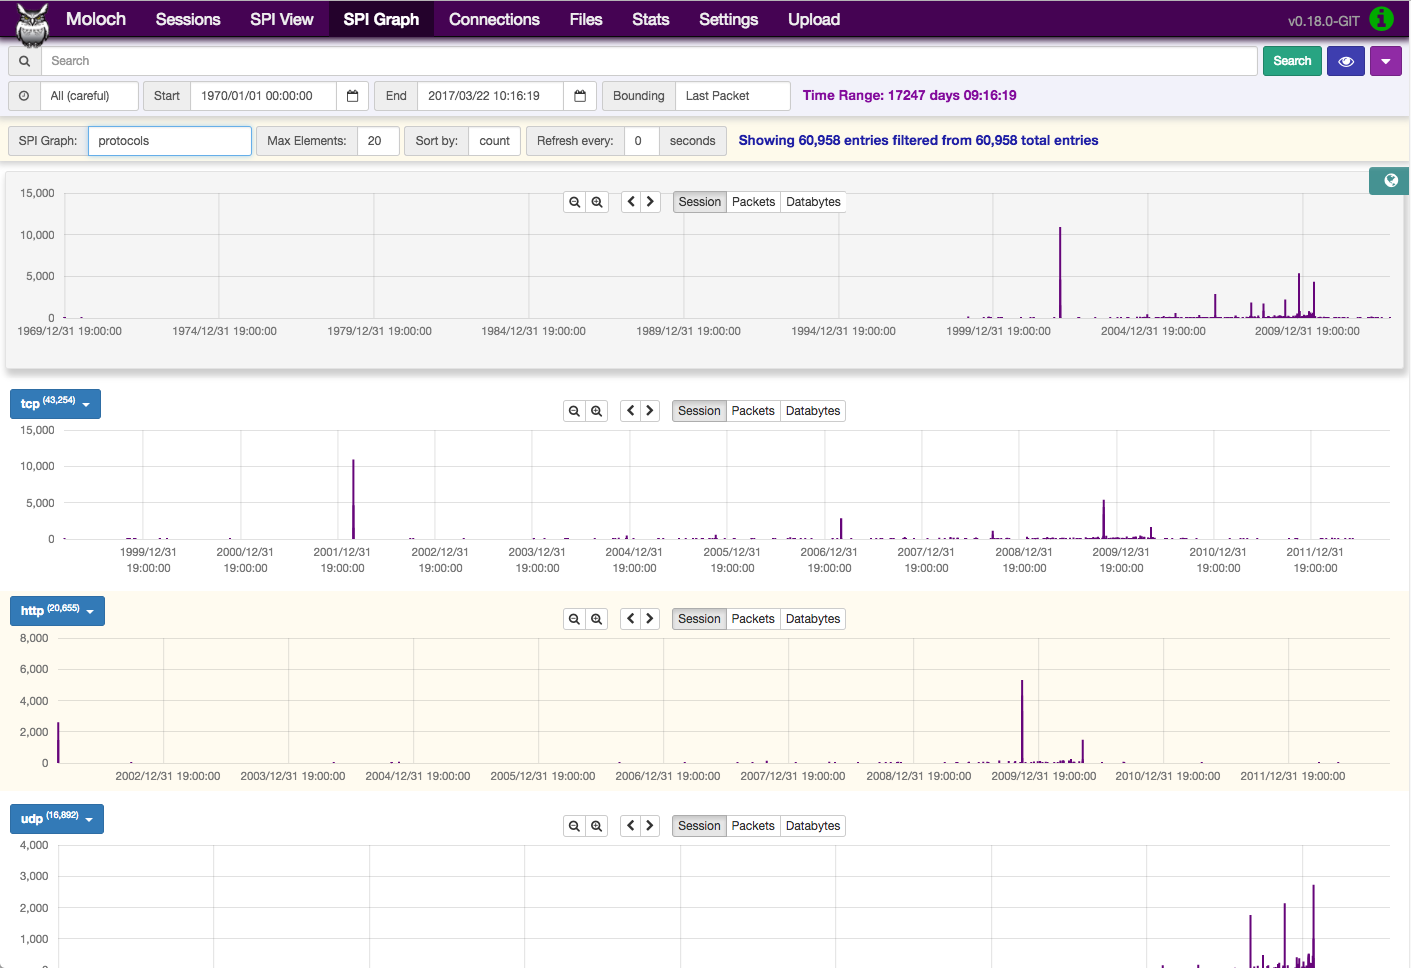 Moloch Sessions SPI View SPI Graph Connections Files Stats Settings Upload v0.18.0-GIT
Search Search
All (careful) Start 1970/01/01 00:00:00 End 2017/03/22 10:16:19 Bounding Last Packet Time Range: 17247 days 09:16:19
SPI Graph: protocols Max Elements: 20 Sort by: count Refresh every: 0 seconds Showing 60,958 entries filtered from 60,958 total entries
15,000
Session Packets Databytes
10,000
5,000
0
1969/12/31 19:00:00 1974/12/31 19:00:00 1979/12/31 19:00:00 1984/12/31 19:00:00 1989/12/31 19:00:00 1994/12/31 19:00:00 1999/12/31 19:00:00 2004/12/31 19:00:00 2009/12/31 19:00:00
tcp (43,254)
Session Packets Databytes
15,000
10,000
5,000
0
1999/12/31 2000/12/31 2001/12/31 2002/12/31 2003/12/31 2004/12/31 2005/12/31 2006/12/31 2007/12/31 2008/12/31 2009/12/31 2010/12/31 2011/12/31
19:00:00 19:00:00 19:00:00 19:00:00 19:00:00 19:00:00 19:00:00 19:00:00 19:00:00 19:00:00 19:00:00 19:00:00 19:00:00
http (20,655)
Session Packets Databytes
8,000
6,000
4,000
2,000
0
2002/12/31 19:00:00 2003/12/31 19:00:00 2004/12/31 19:00:00 2005/12/31 19:00:00 2006/12/31 19:00:00 2007/12/31 19:00:00 2008/12/31 19:00:00 2009/12/31 19:00:00 2010/12/31 19:00:00 2011/12/31 19:00:00
udp (16,892)
Session Packets Databytes
4,000
3,000
2,000
1,000